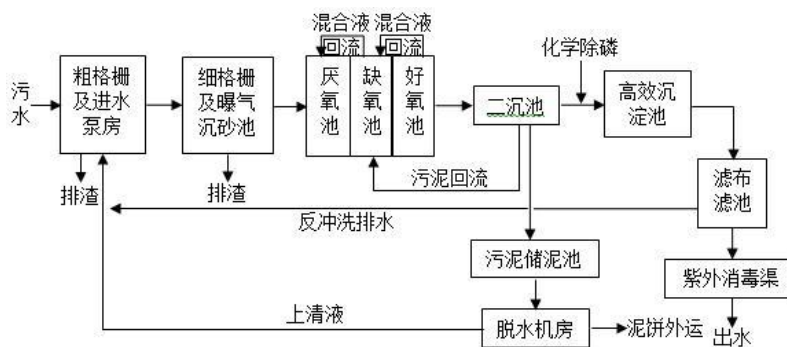 混合液
回流
混合液
回流
化学除磷
污
水
粗格栅
及进水
泵房
细格栅
及曝气
沉砂池
厌
氧
池
缺
氧
池
好
氧
池
二沉池
高效沉
淀池
排渣
排渣
污泥回流
滤布
滤池
反冲洗排水
污泥储泥池
紫外消毒渠
上清液
脱水机房
泥饼外运
出水